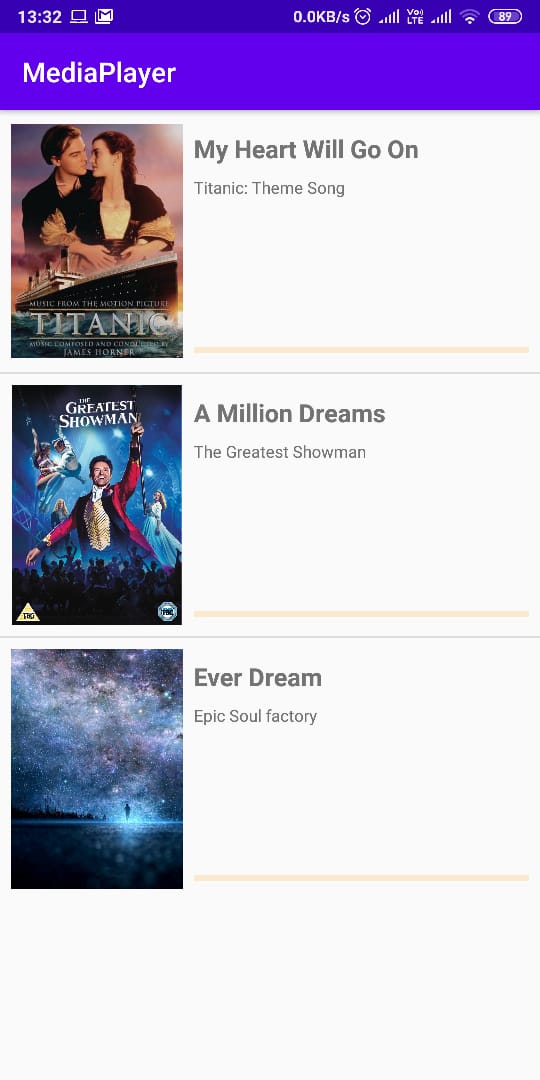 13:32
0.0KB/s
Vo))
LTE
89
MediaPlayer
MUSIC FROM THE MOTION PICTURE
TITANIC
MUSIC COMPOSED AND CONDUCTED BY
JAMES HORNER
My Heart Will Go On
Titanic: Theme Song
THE
GREATEST
SHOWMAN
TBC
TBC
A Million Dreams
The Greatest Showman
Ever Dream
Epic Soul factory